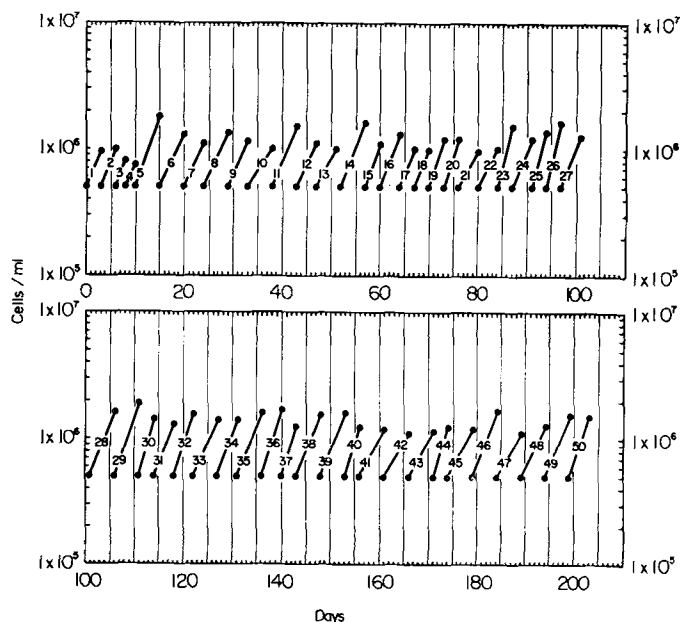 1x10⁷ 1x10⁷
1x10⁶ 1x10⁶
1 2 3 4 5 6 7 8 9 10 11 12 13 14 15 16 17 18 19 20 21 22 23 24 25 26 27
1x10⁵ 1x10⁵
0 20 40 60 80 100
Cells / ml
1x10⁷ 1x10⁷
28 29 30 31 32 33 34 35 36 37 38 39 40 41 42 43 44 45 46 47 48 49 50
1x10⁶ 1x10⁶
1x10⁵ 1x10⁵
100 120 140 160 180 200
Days